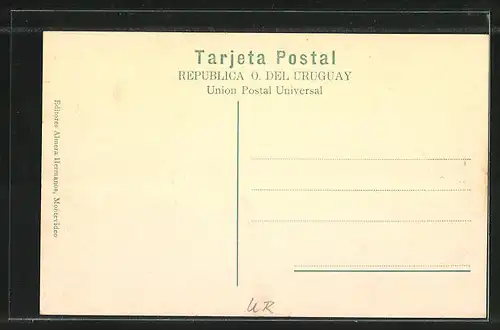 Tarjeta Postal
REPUBLICA O. DEL URUGUAY
Union Postal Universal
Editores Almera Hermanos, Montevideo
UR